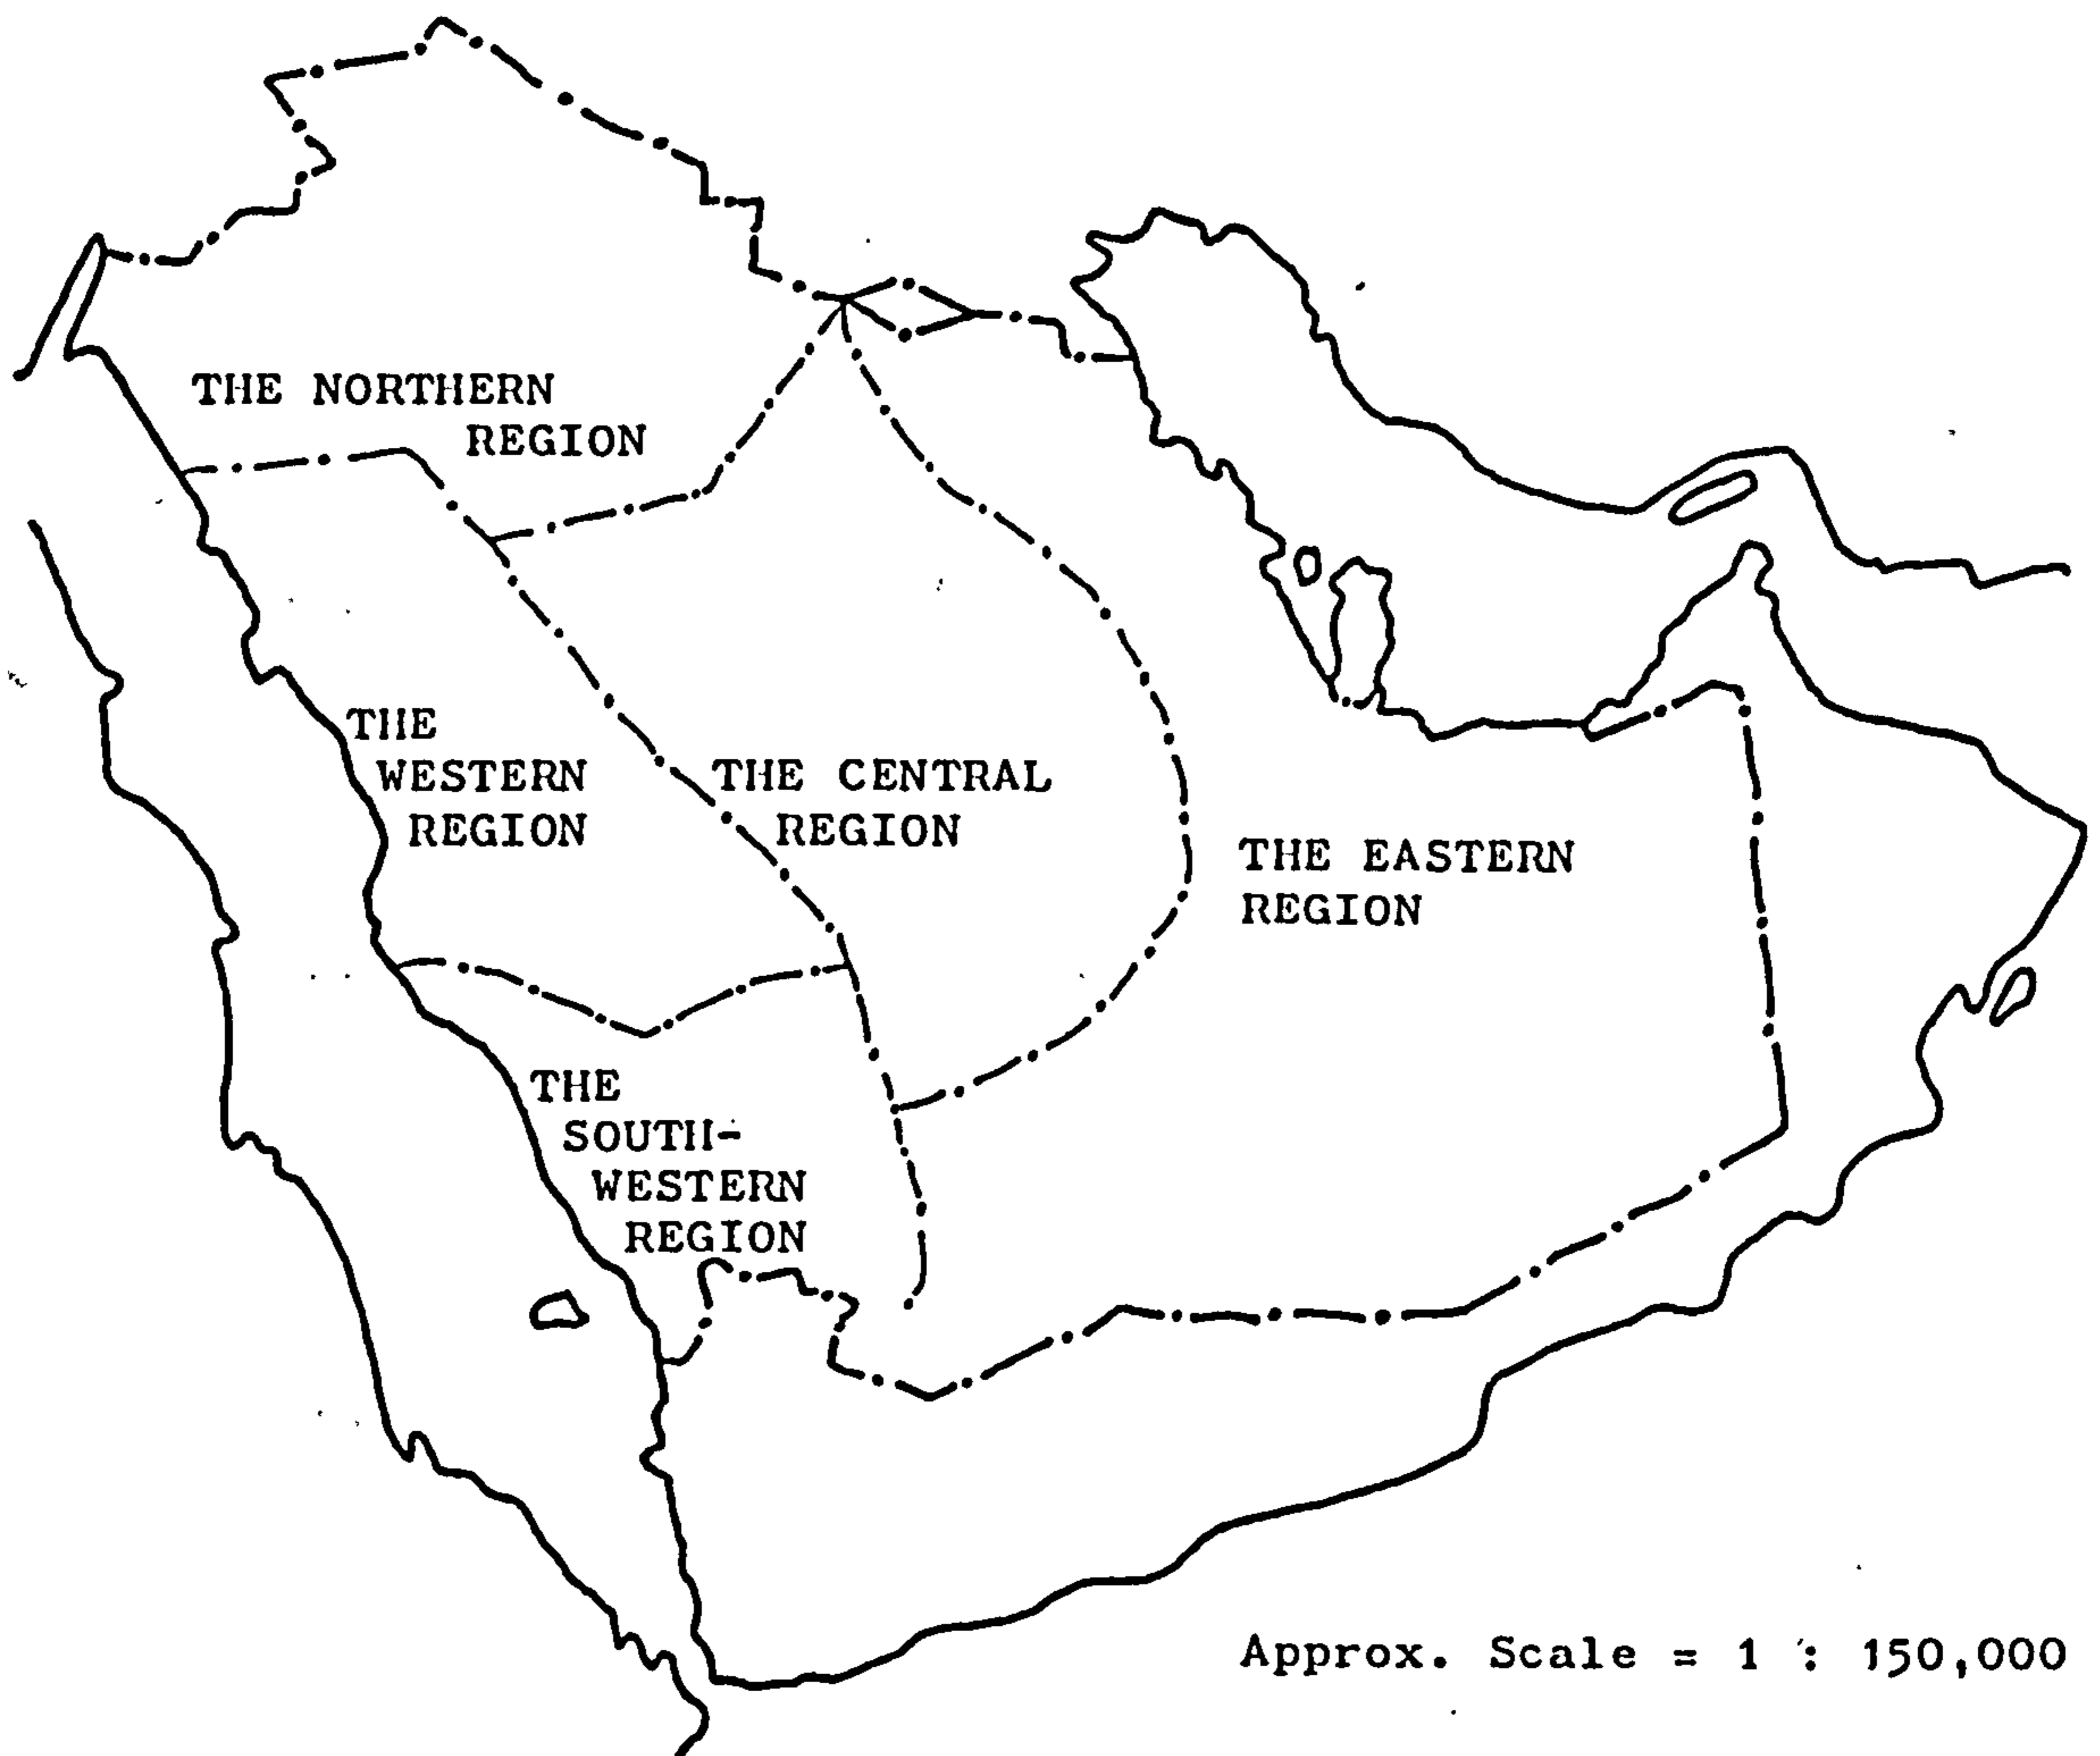 THE NORTHERN
REGION
THE
WESTERN
REGION
THE CENTRAL
REGION
THE EASTERN
REGION
THE
SOUTH-
WESTERN
REGION
Approx. Scale = 1 : 150,000